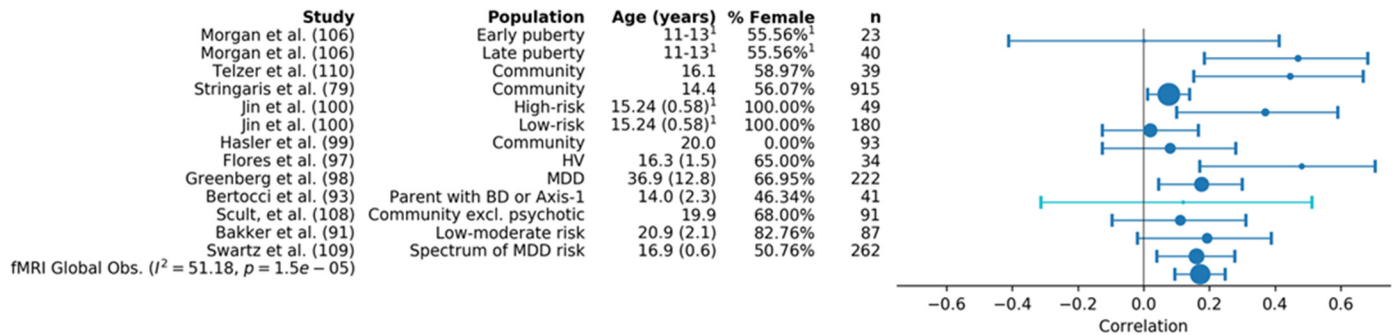 Study Population Age (years) % Female n
Morgan et al. (106) Early puberty 11-13¹ 55.56%¹ 23
Morgan et al. (106) Late puberty 11-13¹ 55.56%¹ 40
Telzer et al. (110) Community 16.1 58.97% 39
Stringaris et al. (79) Community 14.4 56.07% 915
Jin et al. (100) High-risk 15.24 (0.58)¹ 100.00% 49
Jin et al. (100) Low-risk 15.24 (0.58)¹ 100.00% 180
Hasler et al. (99) Community 20.0 0.00% 93
Flores et al. (97) HV 16.3 (1.5) 65.00% 34
Greenberg et al. (98) MDD 36.9 (12.8) 66.95% 222
Bertocci et al. (93) Parent with BD or Axis-1 14.0 (2.3) 46.34% 41
Scult, et al. (108) Community excl. psychotic 19.9 68.00% 91
Bakker et al. (91) Low-moderate risk 20.9 (2.1) 82.76% 87
Swartz et al. (109) Spectrum of MDD risk 16.9 (0.6) 50.76% 262
fMRI Global Obs. (I² = 51.18, p = 1.5e − 05)
−0.6 −0.4 −0.2 0.0 0.2 0.4 0.6
Correlation